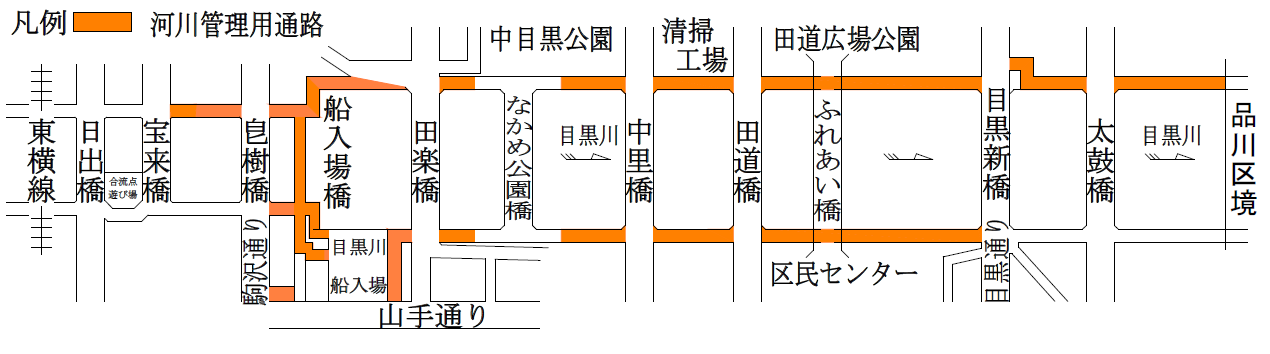 凡例
河川管理用通路
中目黒公園
清掃
工場
田道広場公園
東横線
日出橋
合流点
遊び場
宝来橋
皀樹橋
船入場橋
田楽橋
なかめ公園橋
目黒川
中里橋
田道橋
ふれあい橋
目黒新橋
太鼓橋
目黒川
品川区境
駒沢通り
目黒川
船入場
区民センター
目黒通り
山手通り